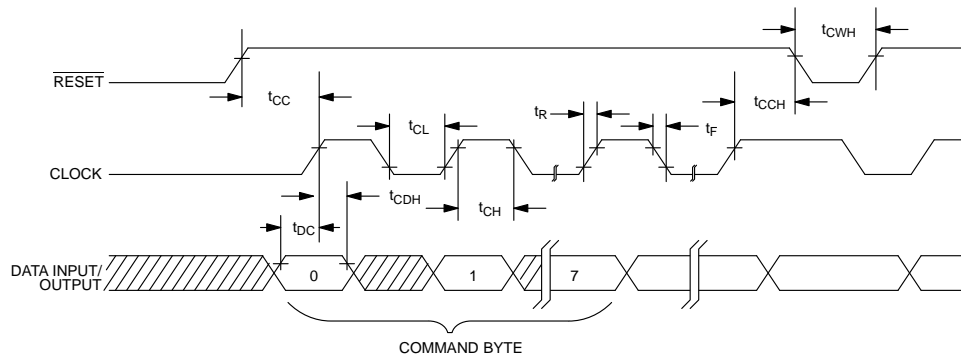 tCWH
RESET
tCC
tCL
tR
tF
tCCH
CLOCK
tCDH
tCH
tDC
DATA INPUT/
OUTPUT
0
1
7
COMMAND BYTE